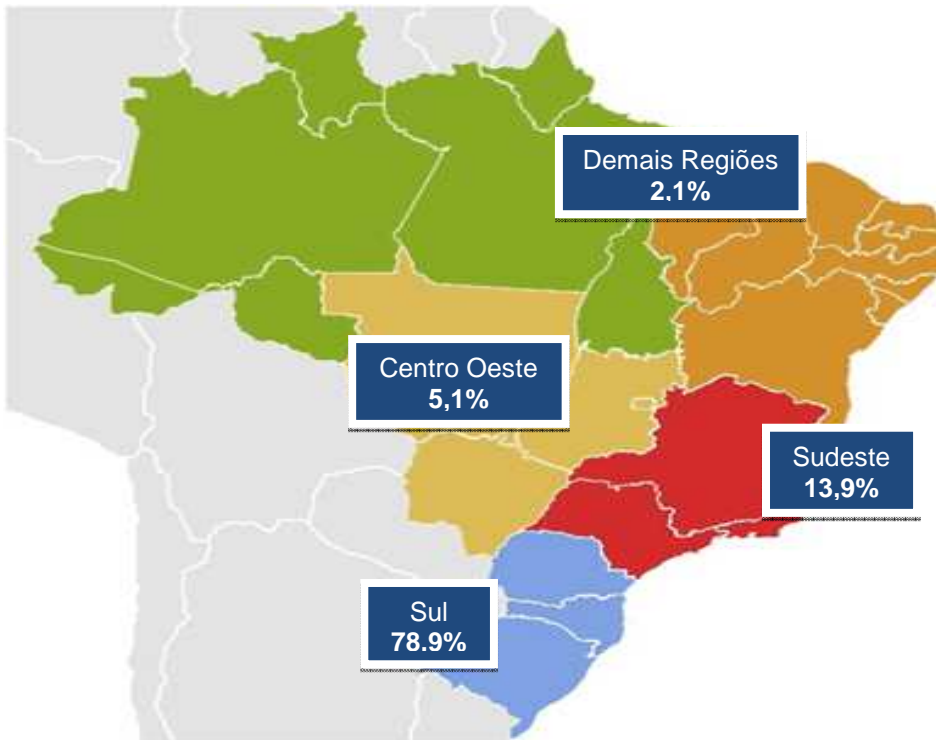 Demais Regiões
2,1%
Centro Oeste
5,1%
Sudeste
13,9%
Sul
78.9%